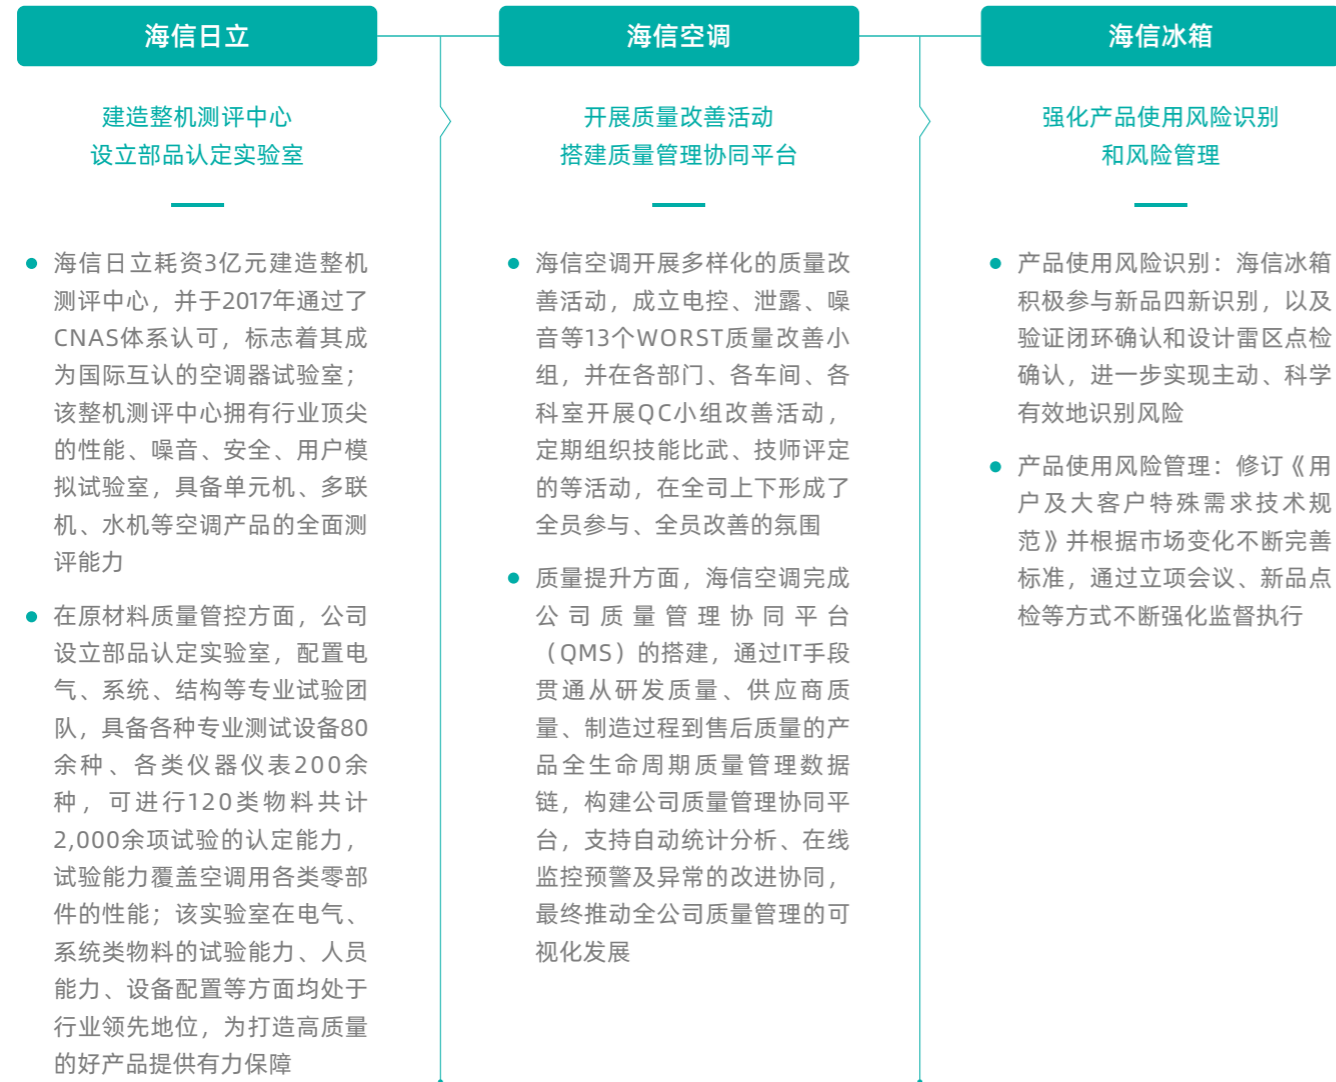 海信日立
建造整机测评中心
设立部品认定实验室
海信日立耗资3亿元建造整机
测评中心，并于2017年通过了
CNAS体系认可，标志着其成
为国际互认的空调器试验室；
该整机测评中心拥有行业顶尖
的性能、噪音、安全、用户模
拟试验室，具备单元机、多联
机、水机等空调产品的全面测
评能力
在原材料质量管控方面，公司
设立部品认定实验室，配置电
气、系统、结构等专业试验团
队，具备各种专业测试设备80
余种、各类仪器仪表200余
种，可进行120类物料共计
2,000余项试验的认定能力，
试验能力覆盖空调用各类零部
件的性能；该实验室在电气、
系统类物料的试验能力、人员
能力、设备配置等方面均处于
行业领先地位，为打造高质量
的好产品提供有力保障
海信空调
开展质量改善活动
搭建质量管理协同平台
海信空调开展多样化的质量改
善活动，成立电控、泄露、噪
音等13个WORST质量改善小
组，并在各部门、各车间、各
科室开展QC小组改善活动，
定期组织技能比武、技师评定
的等活动，在全司上下形成了
全员参与、全员改善的氛围
质量提升方面，海信空调完成
公司质量管理协同平台
（QMS）的搭建，通过IT手段
贯通从研发质量、供应商质
量、制造过程到售后质量的产
品全生命周期质量管理数据
链，构建公司质量管理协同平
台，支持自动统计分析、在线
监控预警及异常的改进协同，
最终推动全公司质量管理的可
视化发展
海信冰箱
强化产品使用风险识别
和风险管理
产品使用风险识别：海信冰箱
积极参与新品四新识别，以及
验证闭环确认和设计雷区点检
确认，进一步实现主动、科学
有效地识别风险
产品使用风险管理：修订《用
户及大客户特殊需求技术规
范》并根据市场变化不断完善
标准，通过立项会议、新品点
检等方式不断强化监督执行